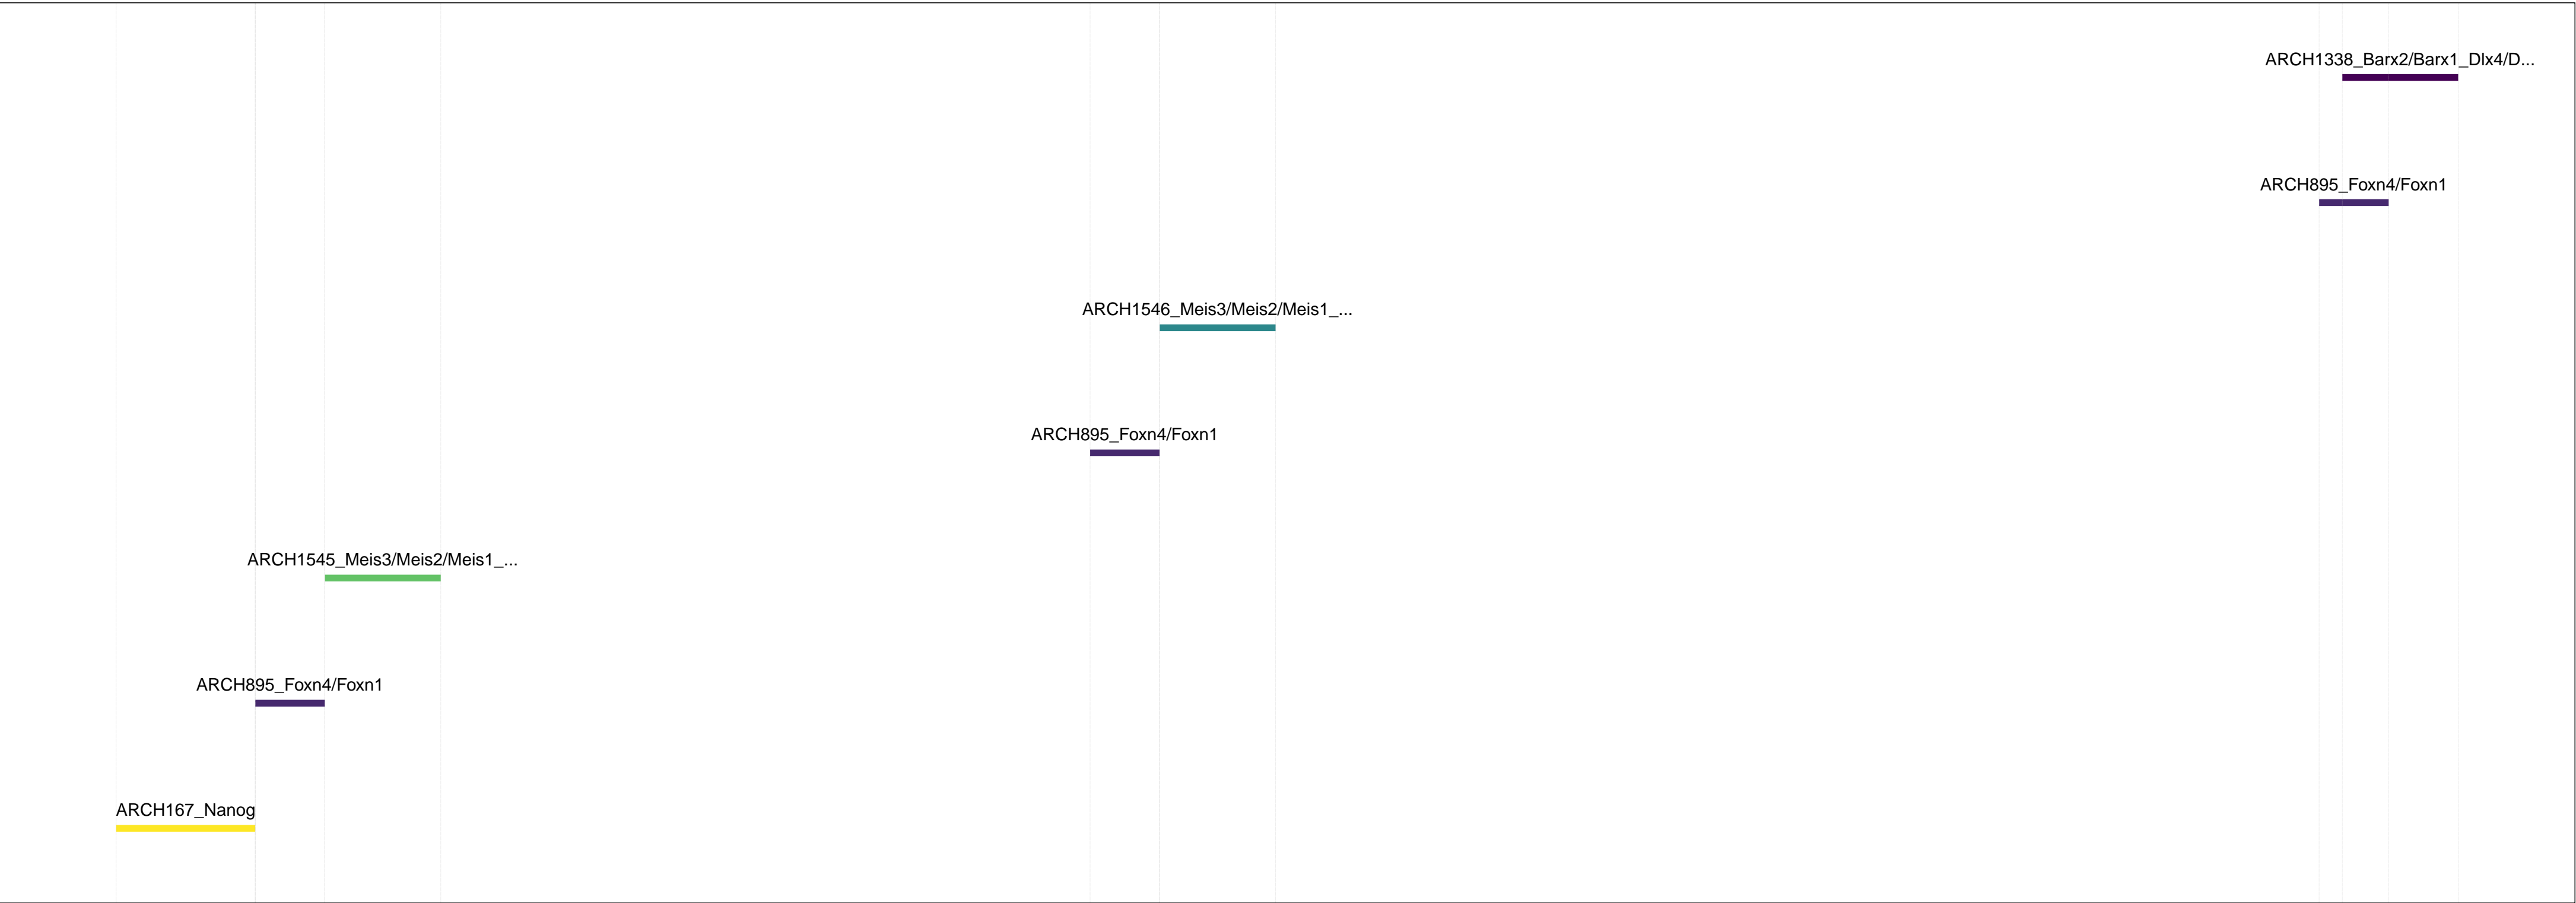 ARCH1338_Barx2/Barx1_Dlx4/D...
ARCH895_Foxn4/Foxn1
ARCH1546_Meis3/Meis2/Meis1_...
ARCH895_Foxn4/Foxn1
ARCH1545_Meis3/Meis2/Meis1_...
ARCH895_Foxn4/Foxn1
ARCH167_Nanog